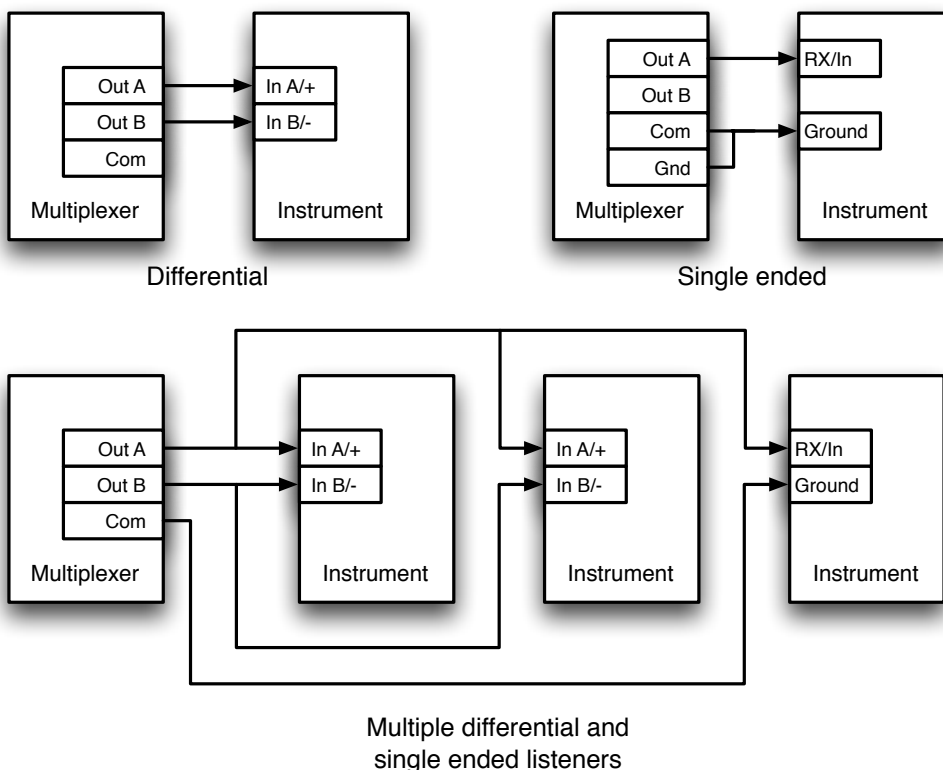 Out A
Out B
Com
Multiplexer
In A/+
In B/-
Instrument
Differential
Out A
Out B
Com
Gnd
Multiplexer
RX/In
Ground
Instrument
Single ended
Out A
Out B
Com
Multiplexer
In A/+
In B/-
Instrument
In A/+
In B/-
Instrument
RX/In
Ground
Instrument
Multiple differential and
single ended listeners